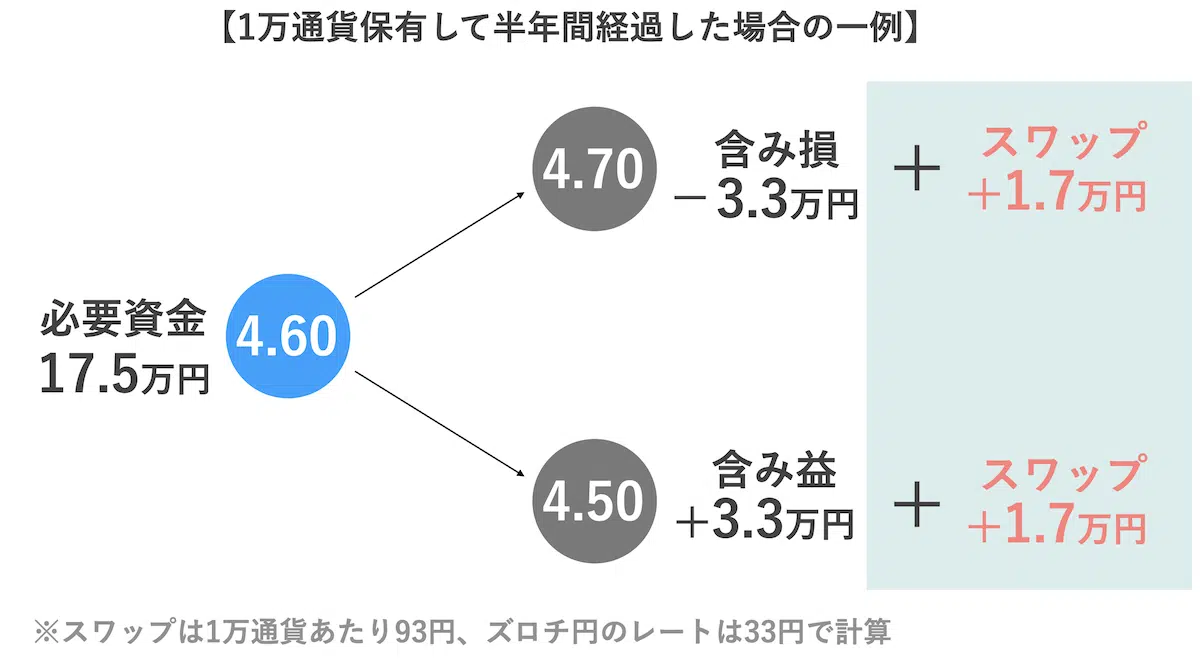 【1万通貨保有して半年間経過した場合の一例】
4.70
含み損
－3.3万円
＋
スワップ
＋1.7万円
必要資金
17.5万円
4.60
4.50
含み益
＋3.3万円
＋
スワップ
＋1.7万円
※スワップは1万通貨あたり93円、ズロチ円のレートは33円で計算